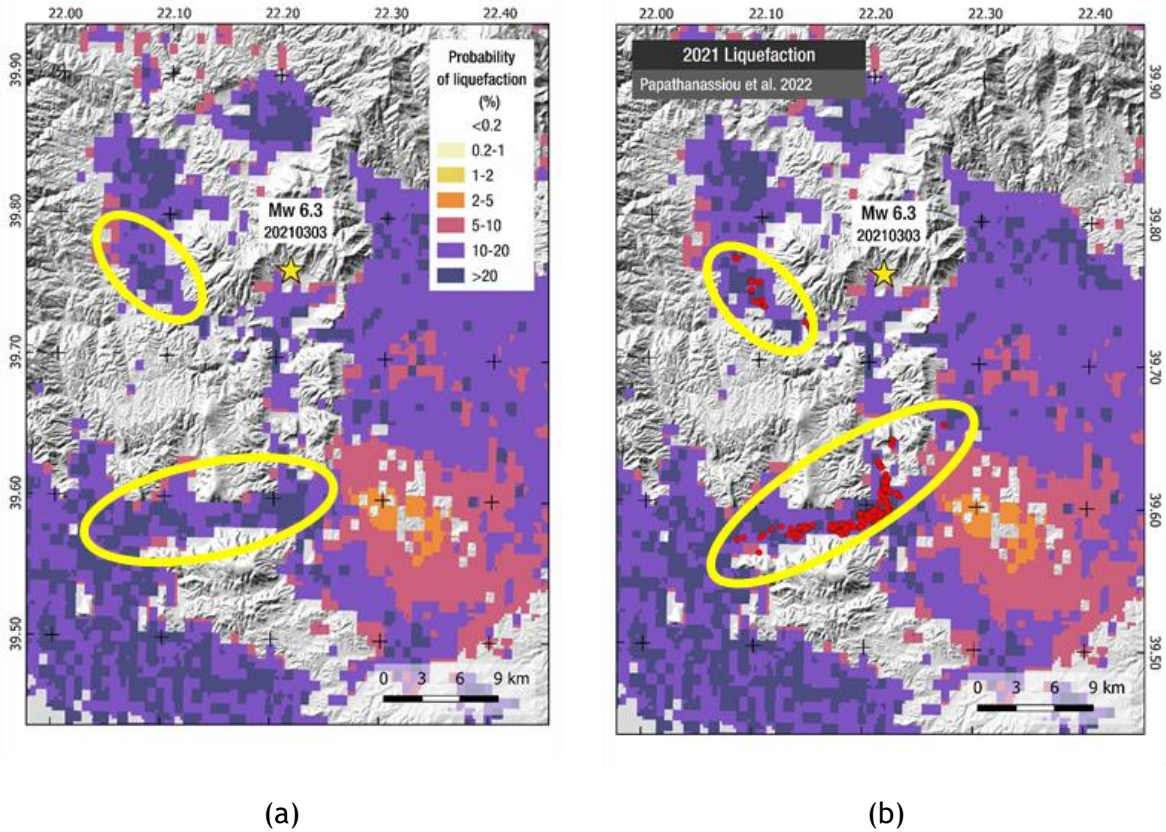 22.00 22.10 22.20 22.30 22.40
39.90
39.80
39.70
39.60
39.50
Probability
of liquefaction
(%)
<0.2
0.2-1
1-2
2-5
5-10
10-20
>20
Mw 6.3
20210303
0 3 6 9 km
(a)
22.00 22.10 22.20 22.30 22.40
2021 Liquefaction
Papathanassiou et al. 2022
39.90
39.80
39.70
39.60
39.50
Mw 6.3
20210303
0 3 6 9 km
(b)